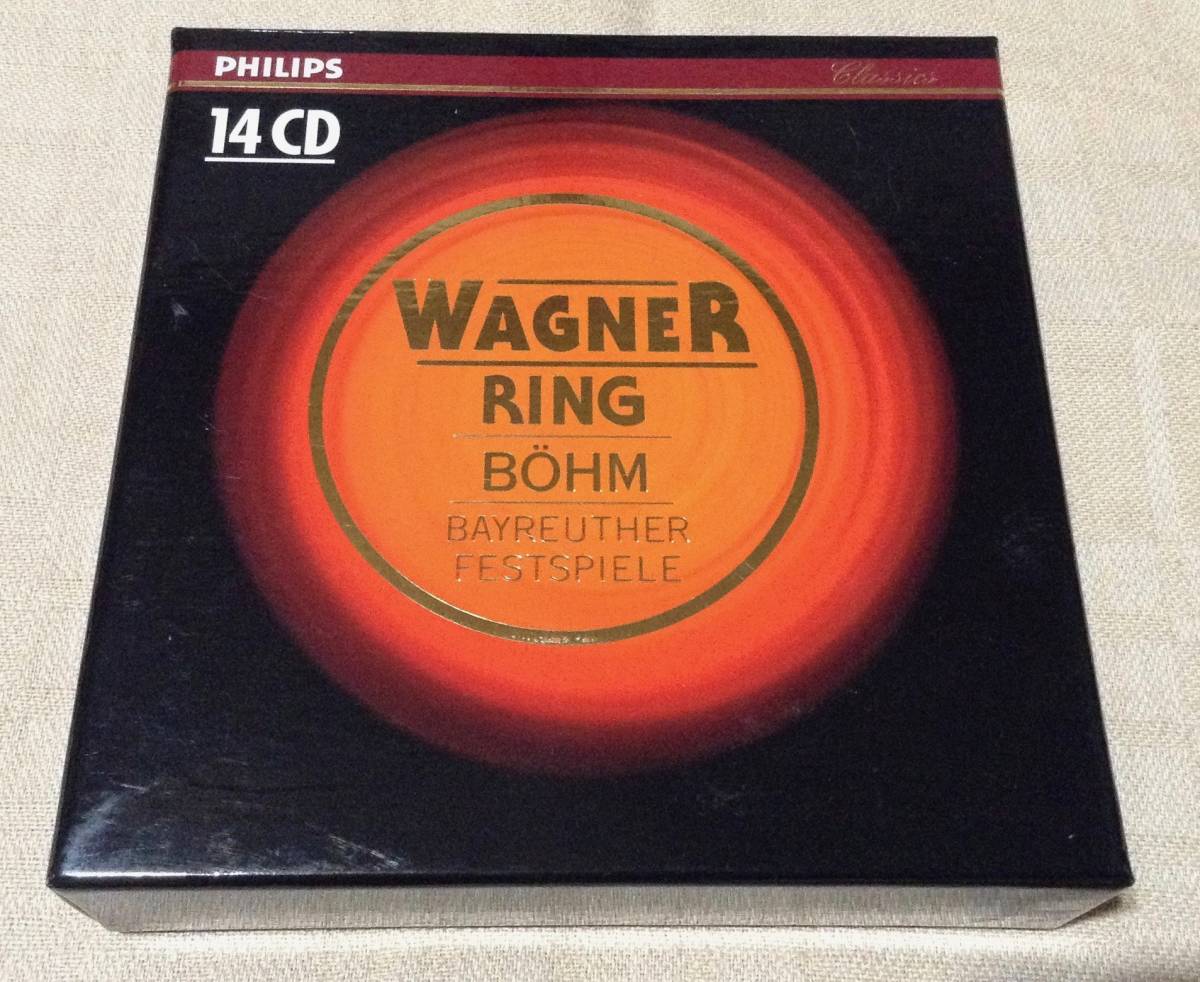 PHILIPS Classics
14 CD
WAGNER
RING
BÖHM
BAYREUTHER
FESTSPIELE